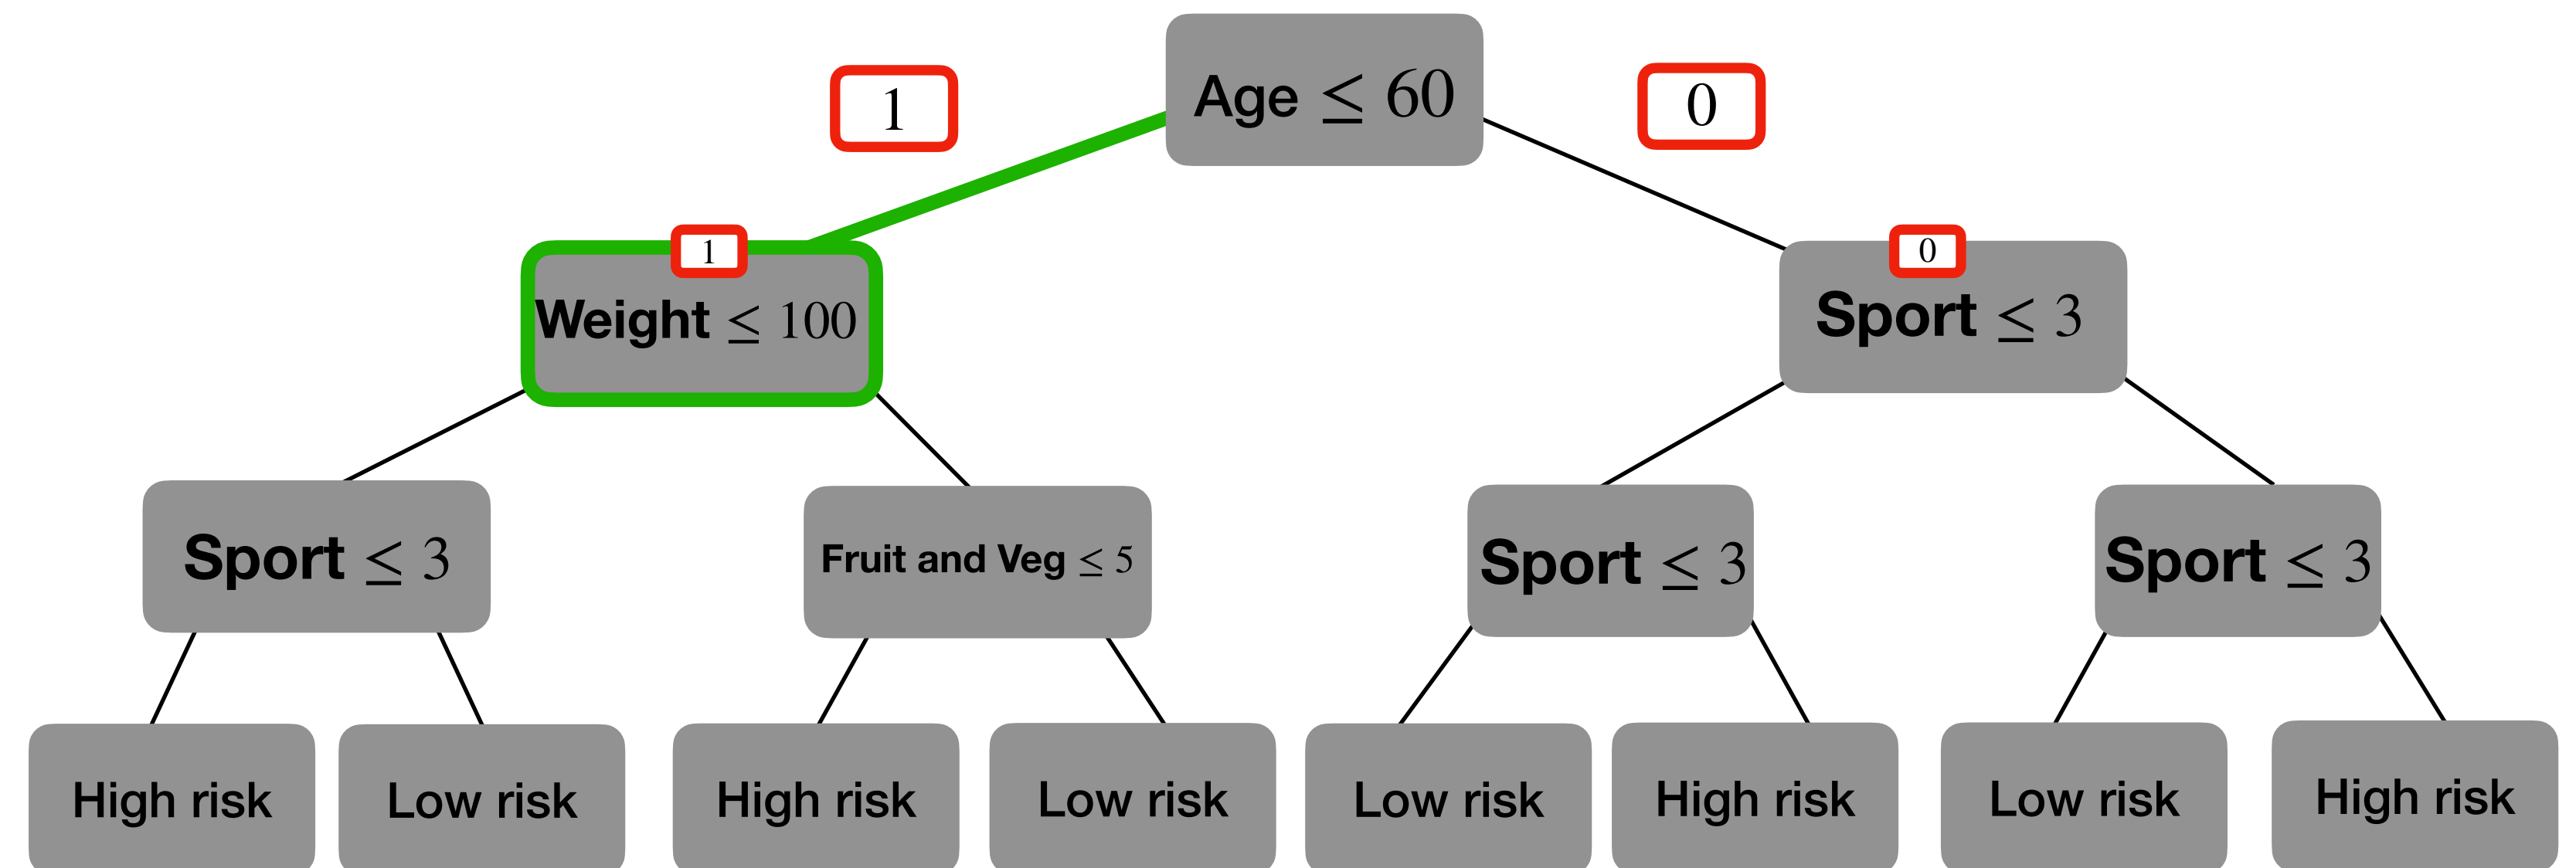 Age ≤ 60
1
0
1
0
Weight ≤ 100
Sport ≤ 3
Sport ≤ 3
Fruit and Veg ≤ 5
Sport ≤ 3
Sport ≤ 3
High risk
Low risk
High risk
Low risk
Low risk
High risk
Low risk
High risk